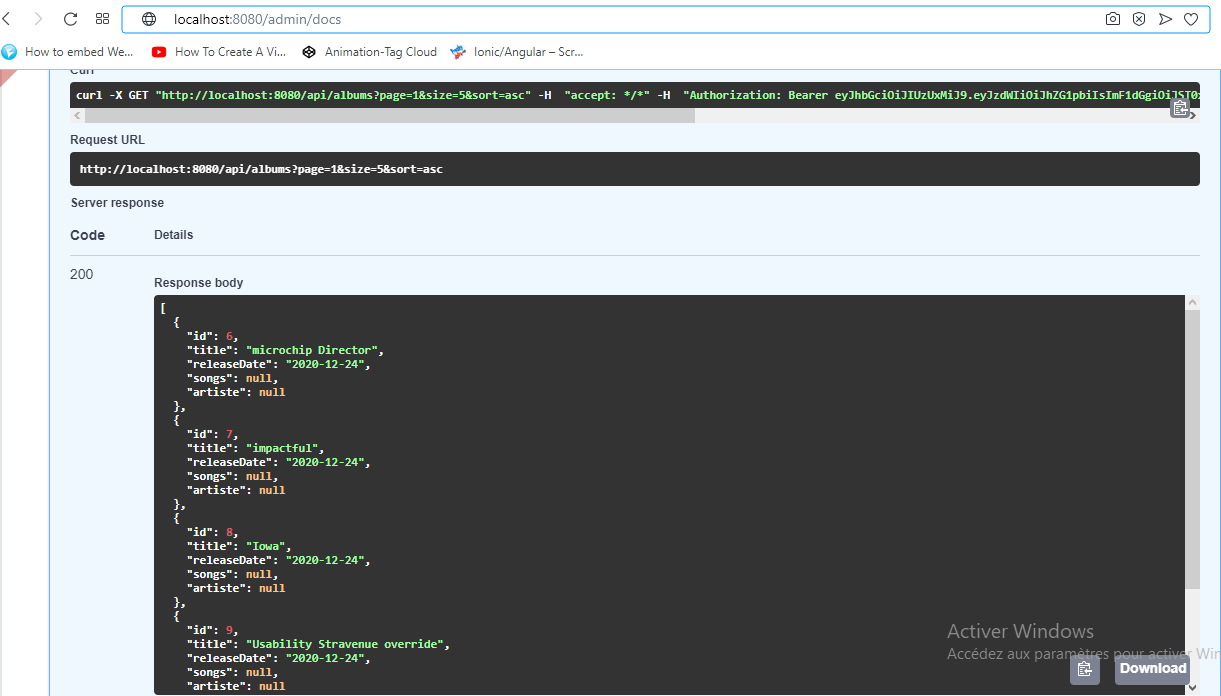 localhost:8080/admin/docs
How to embed We... How To Create A Vi... Animation-Tag Cloud Ionic/Angular – Scr...
Curl
curl -X GET "http://localhost:8080/api/albums?page=1&size=5&sort=asc" -H "accept: */*" -H "Authorization: Bearer eyJhbGciOiJIUzUxMiJ9.eyJzdWIiOiJhZG1pbiIsImF1dGgiOiJST0
Request URL
http://localhost:8080/api/albums?page=1&size=5&sort=asc
Server response
Code Details
200
Response body
[
{
"id": 6,
"title": "microchip Director",
"releaseDate": "2020-12-24",
"songs": null,
"artiste": null
},
{
"id": 7,
"title": "impactful",
"releaseDate": "2020-12-24",
"songs": null,
"artiste": null
},
{
"id": 8,
"title": "Iowa",
"releaseDate": "2020-12-24",
"songs": null,
"artiste": null
},
{
"id": 9,
"title": "Usability Stravenue override",
"releaseDate": "2020-12-24",
"songs": null,
"artiste": null
Activer Windows
Accédez aux paramètres pour activer Win
Download